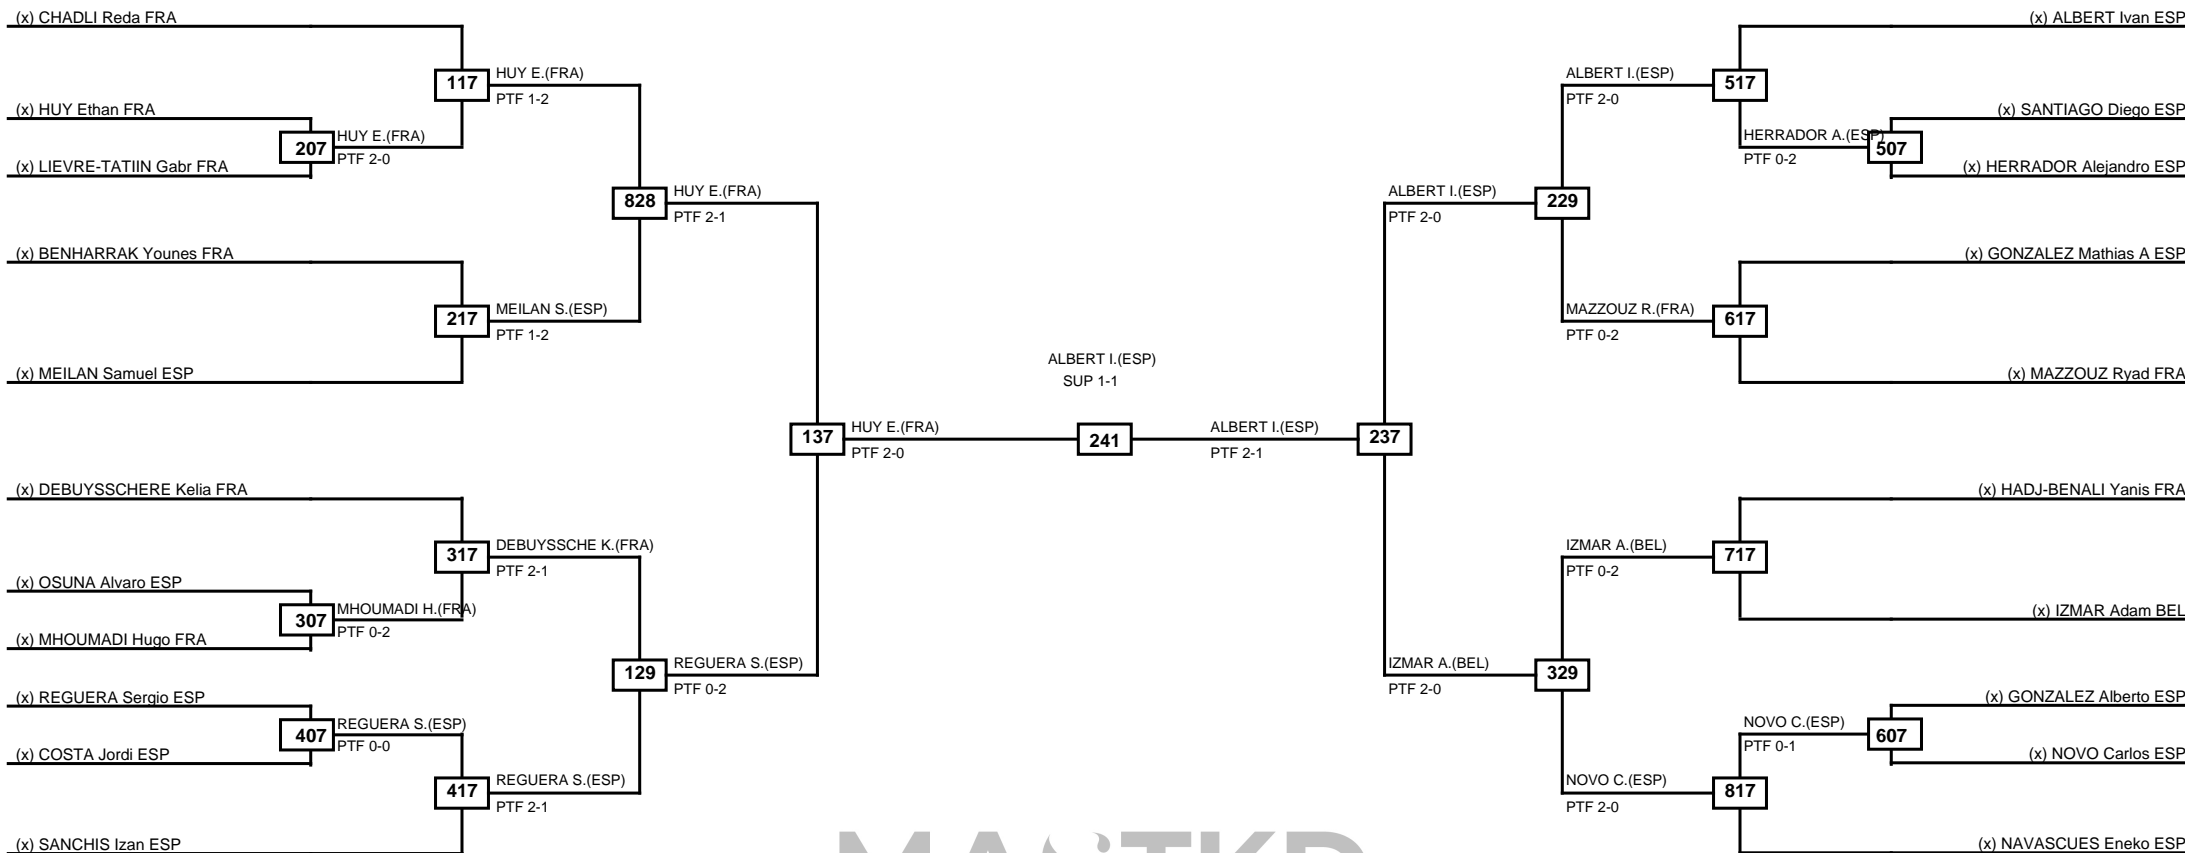 (x) CHADLI Reda FRA
(x) HUY Ethan FRA
(x) LIEVRE-TATIIN Gabr FRA
(x) BENHARRAK Younes FRA
(x) MEILAN Samuel ESP
(x) DEBUYSSCHERE Kelia FRA
(x) OSUNA Alvaro ESP
(x) MHOUMADI Hugo FRA
(x) REGUERA Sergio ESP
(x) COSTA Jordi ESP
(x) SANCHIS Izan ESP
207
HUY E.(FRA)
PTF 2-0
307
MHOUMADI H.(FRA)
PTF 0-2
407
REGUERA S.(ESP)
PTF 0-0
117
HUY E.(FRA)
PTF 1-2
217
MEILAN S.(ESP)
PTF 1-2
317
DEBUYSSCHE K.(FRA)
PTF 2-1
417
REGUERA S.(ESP)
PTF 2-1
828
HUY E.(FRA)
PTF 2-1
129
REGUERA S.(ESP)
PTF 0-2
137
HUY E.(FRA)
PTF 2-0
ALBERT I.(ESP)
SUP 1-1
241
ALBERT I.(ESP)
PTF 2-1
237
ALBERT I.(ESP)
PTF 2-0
229
IZMAR A.(BEL)
PTF 2-0
329
ALBERT I.(ESP)
PTF 2-0
517
MAZZOUZ R.(FRA)
PTF 0-2
617
IZMAR A.(BEL)
PTF 0-2
717
NOVO C.(ESP)
PTF 2-0
817
HERRADOR A.(ESP)
PTF 0-2
507
NOVO C.(ESP)
PTF 0-1
607
(x) ALBERT Ivan ESP
(x) SANTIAGO Diego ESP
(x) HERRADOR Alejandro ESP
(x) GONZALEZ Mathias A ESP
(x) MAZZOUZ Ryad FRA
(x) HADJ-BENALI Yanis FRA
(x) IZMAR Adam BEL
(x) GONZALEZ Alberto ESP
(x) NOVO Carlos ESP
(x) NAVASCUES Eneko ESP